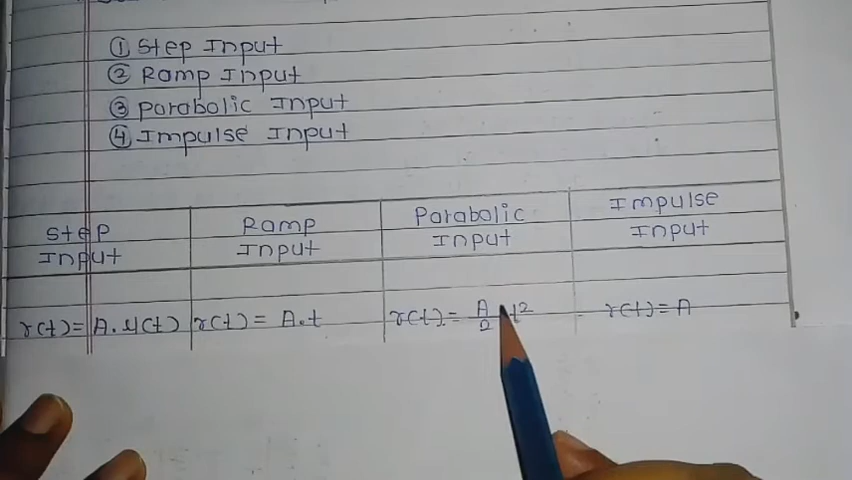 ① Step Input
② Ramp Input
③ Parabolic Input
④ Impulse Input
Step Input
Ramp Input
Parabolic Input
Impulse Input
r(t) = A.u(t)
r(t) = A.t
r(t) = A/2 t²
r(t) = A